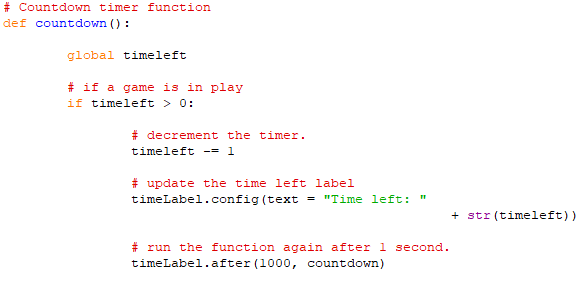 # Countdown timer function
def countdown():
global timeleft
# if a game is in play
if timeleft > 0:
# decrement the timer.
timeleft -= 1
# update the time left label
timeLabel.config(text = "Time left: "
+ str(timeleft))
# run the function again after 1 second.
timeLabel.after(1000, countdown)